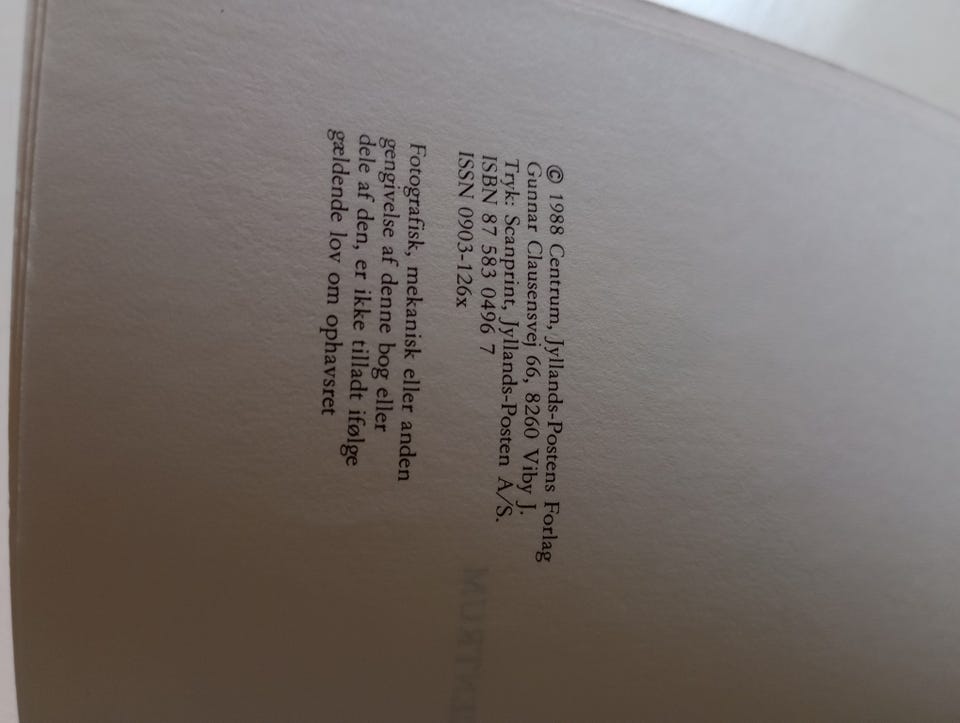 © 1988 Centrum, Jyllands-Postens Forlag
Gunnar Clausensvej 66, 8260 Viby J.
Tryk: Scanprint, Jyllands-Posten A/S.
ISBN 87 583 0496 7
ISSN 0903-126x
Fotografisk, mekanisk eller anden
gengivelse af denne bog eller
dele af den, er ikke tilladt ifølge
gældende lov om ophavsret